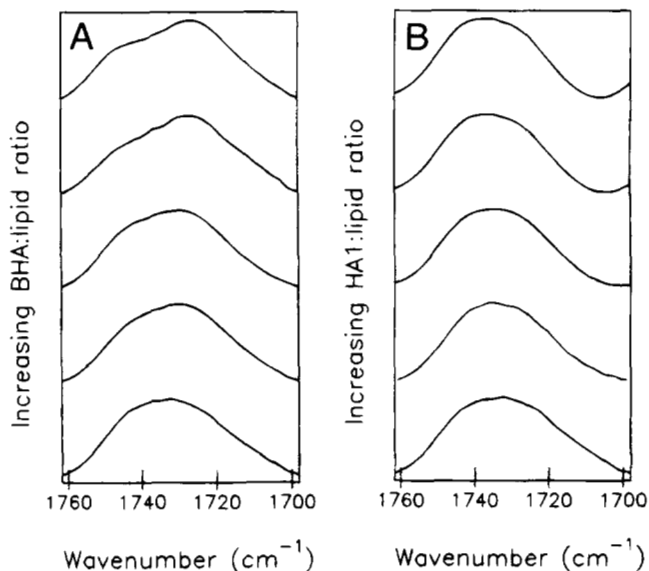 A
B
Increasing BHA:lipid ratio
Increasing HA1:lipid ratio
1760 1740 1720 1700
1760 1740 1720 1700
Wavenumber (cm⁻¹)
Wavenumber (cm⁻¹)